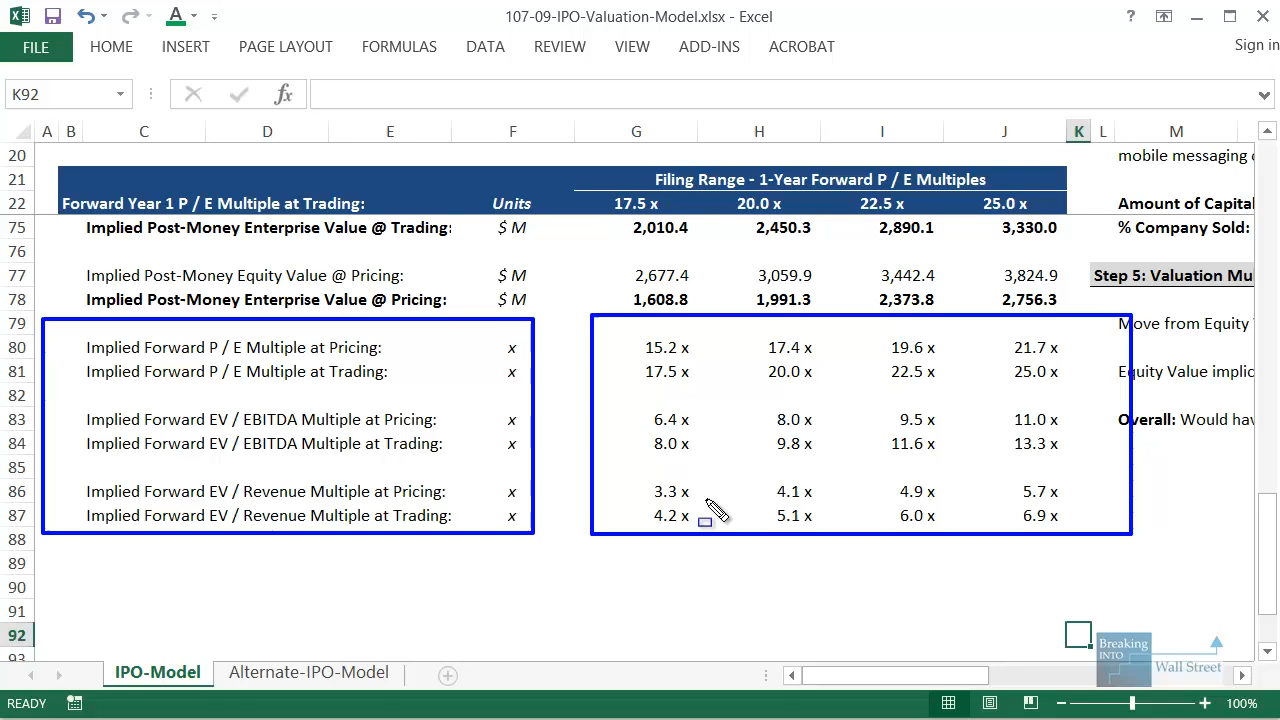 107-09-IPO-Valuation-Model.xlsx - Excel
FILE HOME INSERT PAGE LAYOUT FORMULAS DATA REVIEW VIEW ADD-INS ACROBAT Sign in
K92 fx
A B C D E F G H I J K L M
20 mobile messaging
21 Filing Range - 1-Year Forward P / E Multiples
22 Forward Year 1 P / E Multiple at Trading: Units 17.5 x 20.0 x 22.5 x 25.0 x Amount of Capital
75 Implied Post-Money Enterprise Value @ Trading: $ M 2,010.4 2,450.3 2,890.1 3,330.0 % Company Sold:
76
77 Implied Post-Money Equity Value @ Pricing: $ M 2,677.4 3,059.9 3,442.4 3,824.9 Step 5: Valuation Mu
78 Implied Post-Money Enterprise Value @ Pricing: $ M 1,608.8 1,991.3 2,373.8 2,756.3
79 Move from Equity
80 Implied Forward P / E Multiple at Pricing: x 15.2 x 17.4 x 19.6 x 21.7 x
81 Implied Forward P / E Multiple at Trading: x 17.5 x 20.0 x 22.5 x 25.0 x Equity Value implic
82
83 Implied Forward EV / EBITDA Multiple at Pricing: x 6.4 x 8.0 x 9.5 x 11.0 x Overall: Would hav
84 Implied Forward EV / EBITDA Multiple at Trading: x 8.0 x 9.8 x 11.6 x 13.3 x
85
86 Implied Forward EV / Revenue Multiple at Pricing: x 3.3 x 4.1 x 4.9 x 5.7 x
87 Implied Forward EV / Revenue Multiple at Trading: x 4.2 x 5.1 x 6.0 x 6.9 x
88
89
90
91
92
93
Breaking
INTO
Wall Street
IPO-Model Alternate-IPO-Model
READY 100%